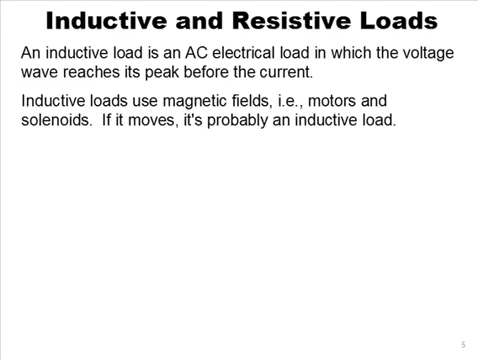 Inductive and Resistive Loads
An inductive load is an AC electrical load in which the voltage
wave reaches its peak before the current.
Inductive loads use magnetic fields, i.e., motors and
solenoids.  If it moves, it's probably an inductive load.
5